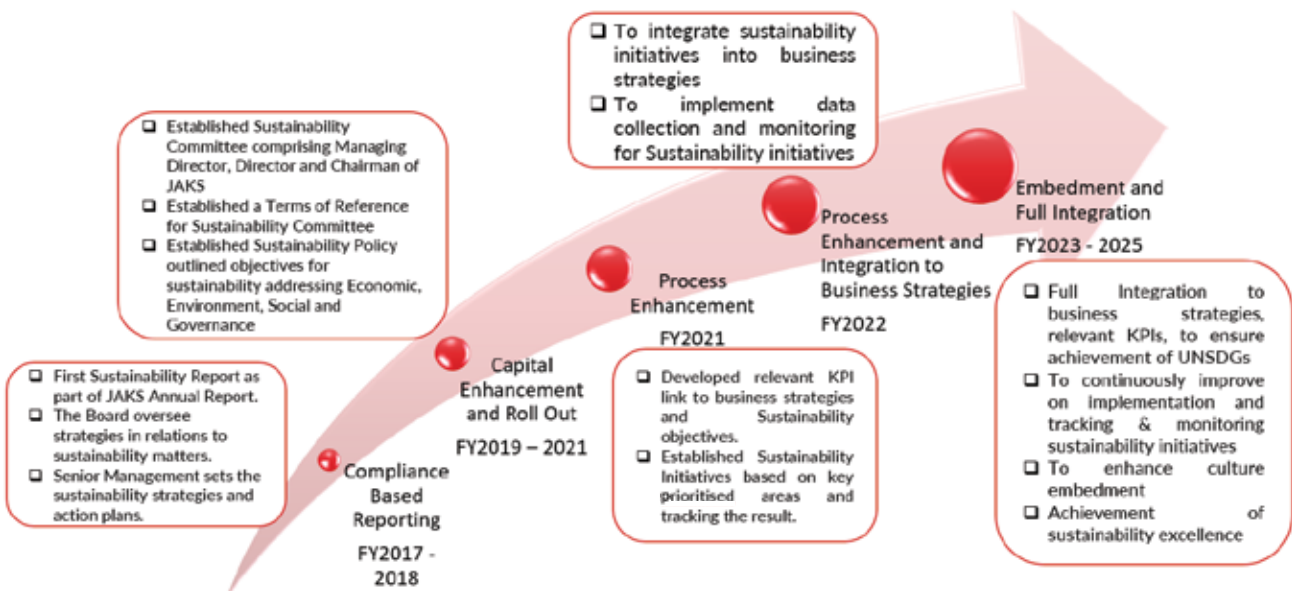 ❑ To integrate sustainability
initiatives into business
strategies
❑ To implement data
collection and monitoring
for Sustainability initiatives
❑ Established Sustainability
Committee comprising Managing
Director, Director and Chairman of
JAKS
❑ Established a Terms of Reference
for Sustainability Committee
❑ Established Sustainability Policy
outlined objectives for
sustainability addressing Economic,
Environment, Social and
Governance
❑ First Sustainability Report as
part of JAKS Annual Report.
❑ The Board oversee
strategies in relations to
sustainability matters.
❑ Senior Management sets the
sustainability strategies and
action plans.
Compliance
Based
Reporting
FY2017 -
2018
Capital
Enhancement
and Roll Out
FY2019 – 2021
Process
Enhancement
FY2021
❑ Developed relevant KPI
link to business strategies
and Sustainability
objectives.
❑ Established Sustainability
Initiatives based on key
prioritised areas and
tracking the result.
Process
Enhancement and
Integration to
Business Strategies
FY2022
Embedment and
Full Integration
FY2023 - 2025
❑ Full Integration to
business strategies,
relevant KPIs, to ensure
achievement of UNSDGs
❑ To continuously improve
on implementation and
tracking & monitoring
sustainability initiatives
❑ To enhance culture
embedment
❑ Achievement of
sustainability excellence